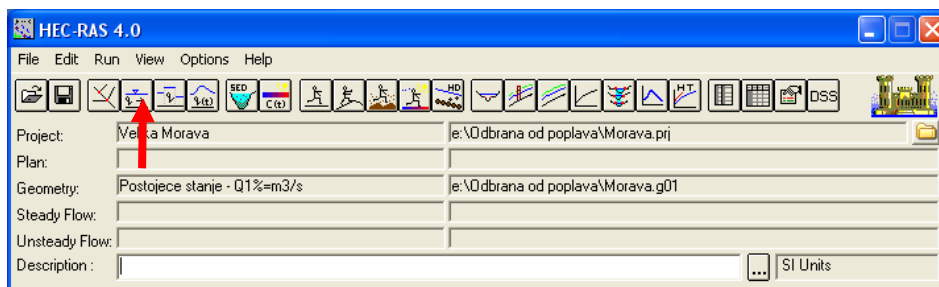 HEC-RAS 4.0
File Edit Run View Options Help
SED C(t) HD HT DSS
Project: Velika Morava e:\Odbrana od poplava\Morava.prj
Plan:
Geometry: Postojece stanje - Q1%=m3/s e:\Odbrana od poplava\Morava.g01
Steady Flow:
Unsteady Flow:
Description : ... SI Units